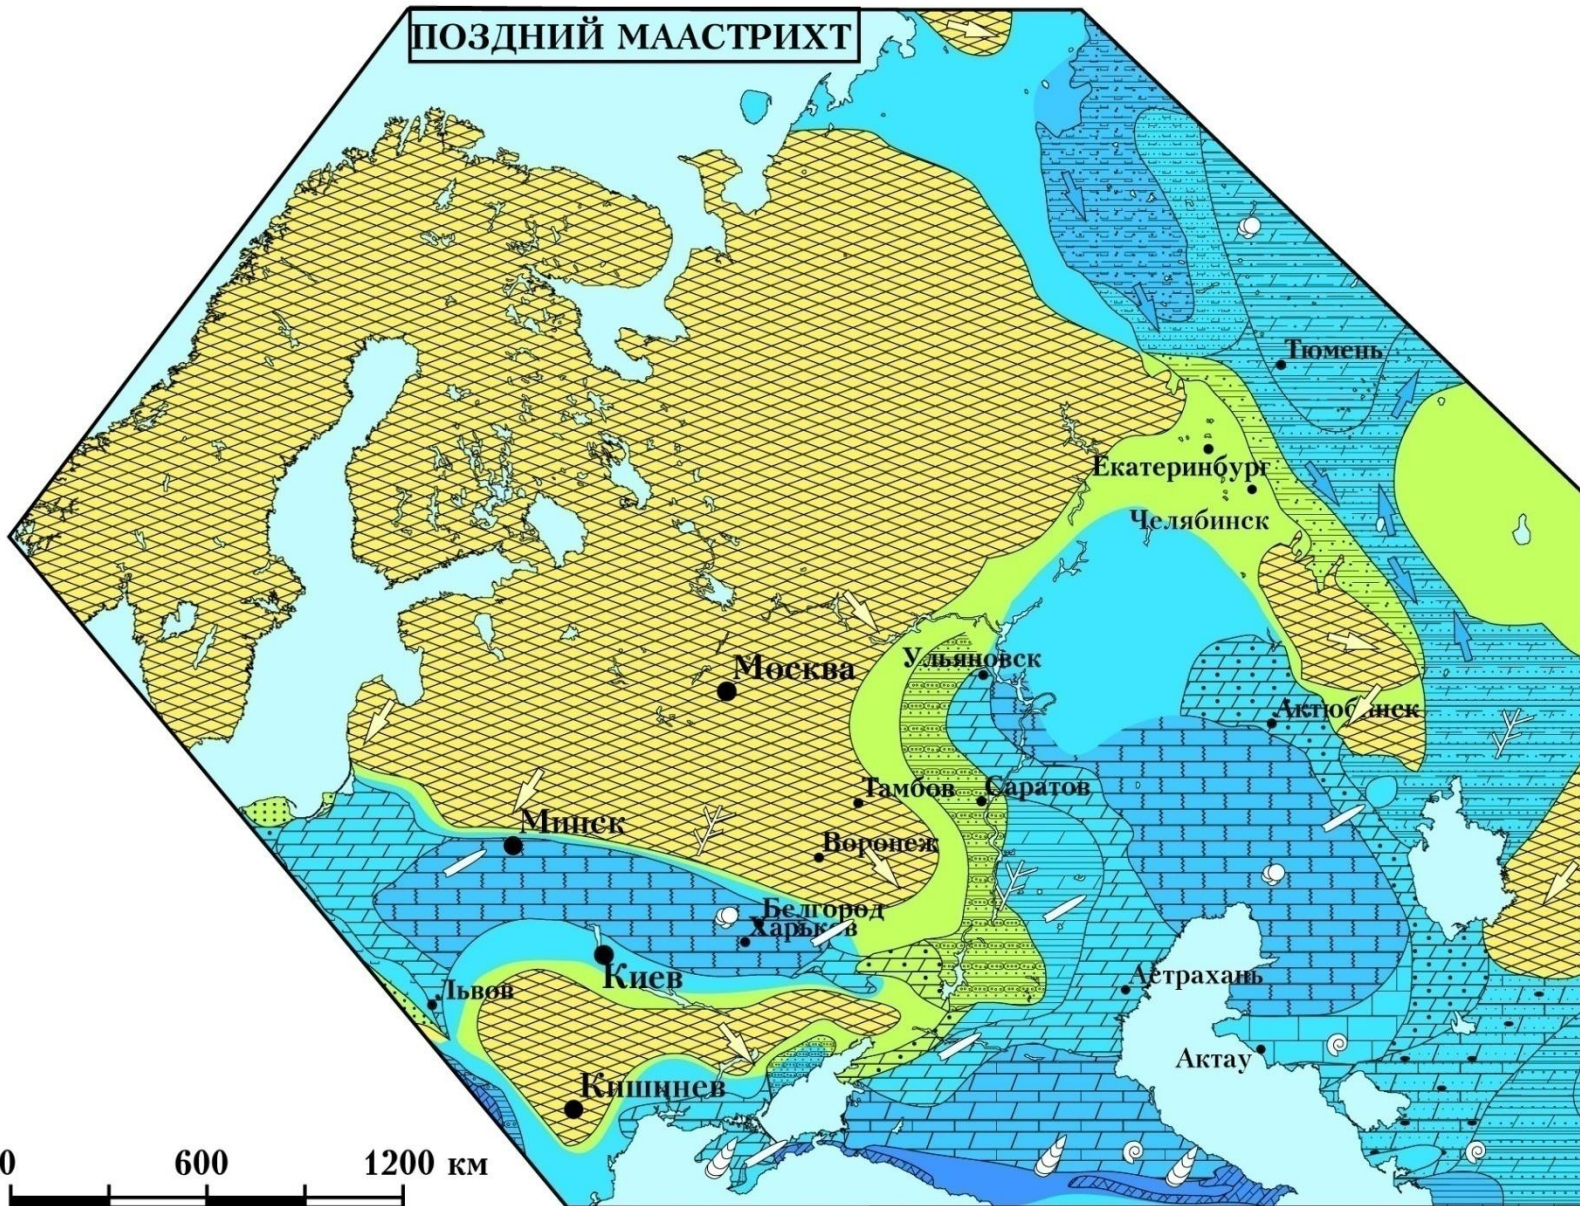 ПОЗДНИЙ МААСТРИХТ
Тюмень
Екатеринбург
Челябинск
Ульяновск
Москва
Актюбинск
Тамбов
Саратов
Минск
Воронеж
Белгород
Харьков
Киев
Астрахань
Львов
Актау
Кишинев
0 600 1200 км